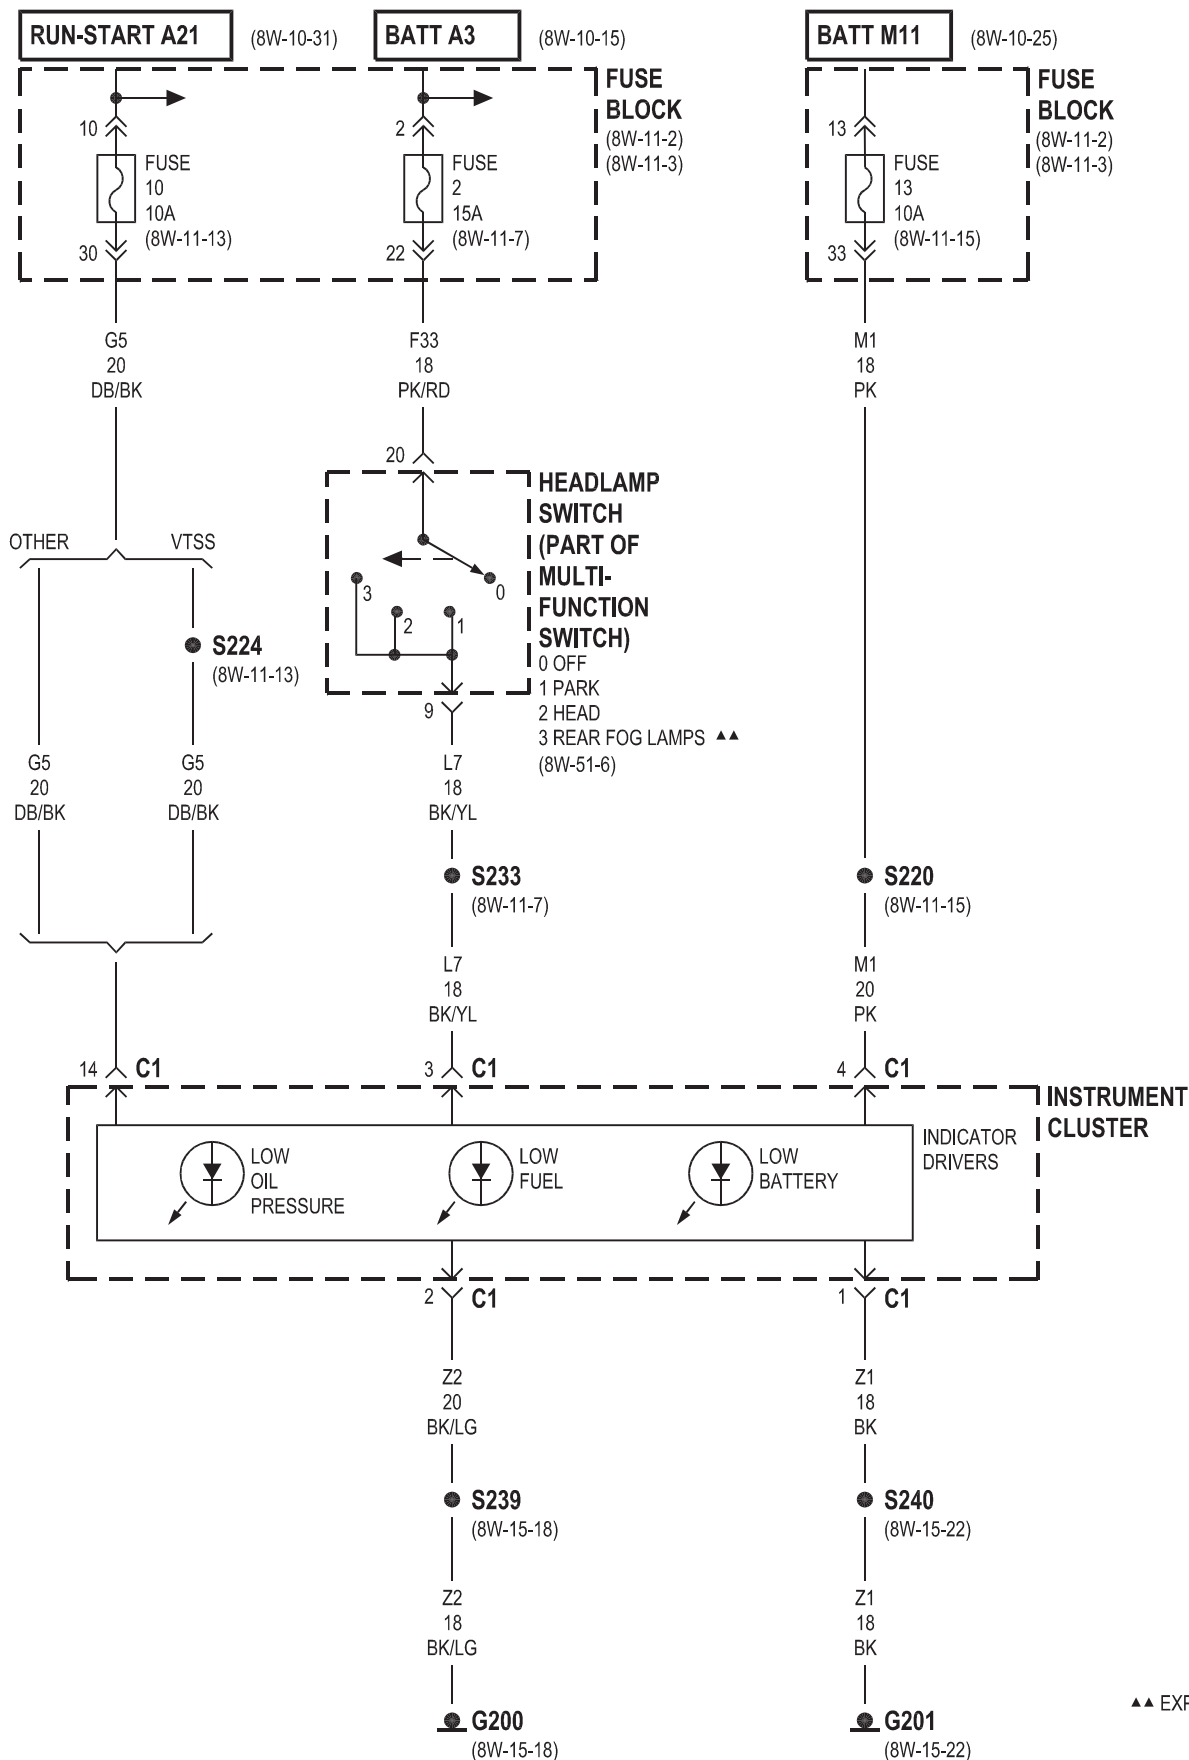 RUN-START A21 (8W-10-31)
BATT A3 (8W-10-15)
BATT M11 (8W-10-25)
FUSE
BLOCK
(8W-11-2)
(8W-11-3)
FUSE
BLOCK
(8W-11-2)
(8W-11-3)
10
FUSE
10
10A
(8W-11-13)
30
2
FUSE
2
15A
(8W-11-7)
22
13
FUSE
13
10A
(8W-11-15)
33
G5
20
DB/BK
F33
18
PK/RD
M1
18
PK
20
HEADLAMP
SWITCH
(PART OF
MULTI-
FUNCTION
SWITCH)
0 OFF
1 PARK
2 HEAD
3 REAR FOG LAMPS ▲▲
(8W-51-6)
3
2
1
0
9
OTHER
VTSS
S224
(8W-11-13)
G5
20
DB/BK
G5
20
DB/BK
L7
18
BK/YL
S233
(8W-11-7)
S220
(8W-11-15)
L7
18
BK/YL
M1
20
PK
14 C1
3 C1
4 C1
INSTRUMENT
CLUSTER
INDICATOR
DRIVERS
LOW
OIL
PRESSURE
LOW
FUEL
LOW
BATTERY
2 C1
1 C1
Z2
20
BK/LG
Z1
18
BK
S239
(8W-15-18)
S240
(8W-15-22)
Z2
18
BK/LG
Z1
18
BK
▲▲ EXP
G200
(8W-15-18)
G201
(8W-15-22)